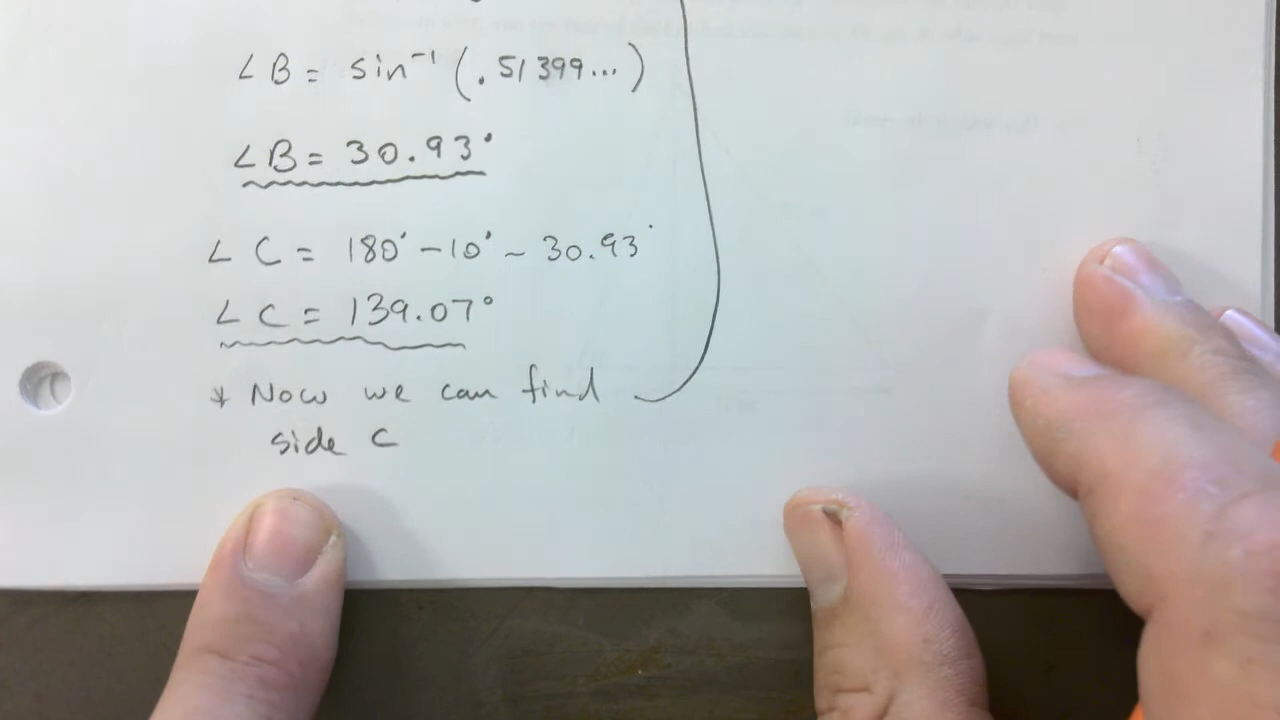 ∠B = sin⁻¹(.51399...)
∠B = 30.93°
∠C = 180° - 10° - 30.93°
∠C = 139.07°
* Now we can find
side c